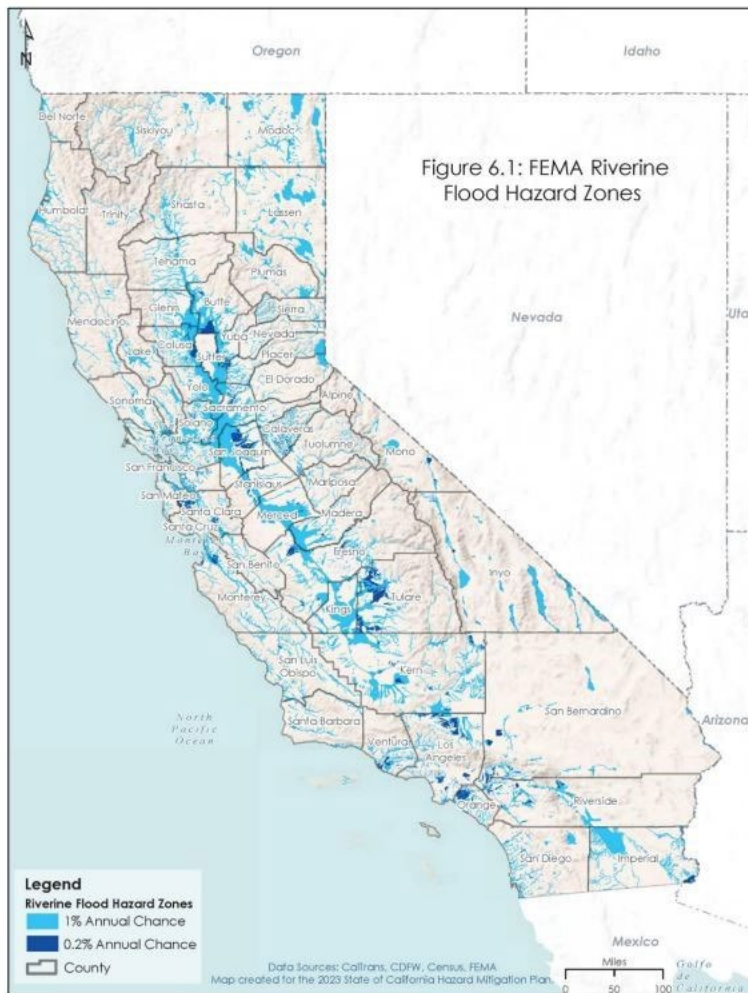 N
Oregon
Idaho
Figure 6.1: FEMA Riverine
Flood Hazard Zones
Del Norte
Siskiyou
Modoc
Humboldt
Trinity
Shasta
Lassen
Tehama
Plumas
Butte
Glenn
Sierra
Mendocino
Nevada
Utah
Colusa
Yuba
Nevada
Lake
Sutter
Placer
Yolo
El Dorado
Sonoma
Sacramento
Alpine
Solano
Calaveras
Tuolumne
Mono
San Joaquin
San Francisco
Stanislaus
Mariposa
San Mateo
Merced
Santa Clara
Madera
Santa Cruz
Fresno
Inyo
San Benito
Monterey
Kings
Tulare
San Luis
Obispo
Kern
San Bernardino
Arizona
North
Pacific
Ocean
Santa Barbara
Ventura
Los
Angeles
Orange
Riverside
San Diego
Imperial
Legend
Riverine Flood Hazard Zones
1% Annual Chance
0.2% Annual Chance
County
Mexico
Data Sources: CalTrans, CDFW, Census, FEMA
Map created for the 2023 State of California Hazard Mitigation Plan.
Miles
0 50 100
Golfo
de
California